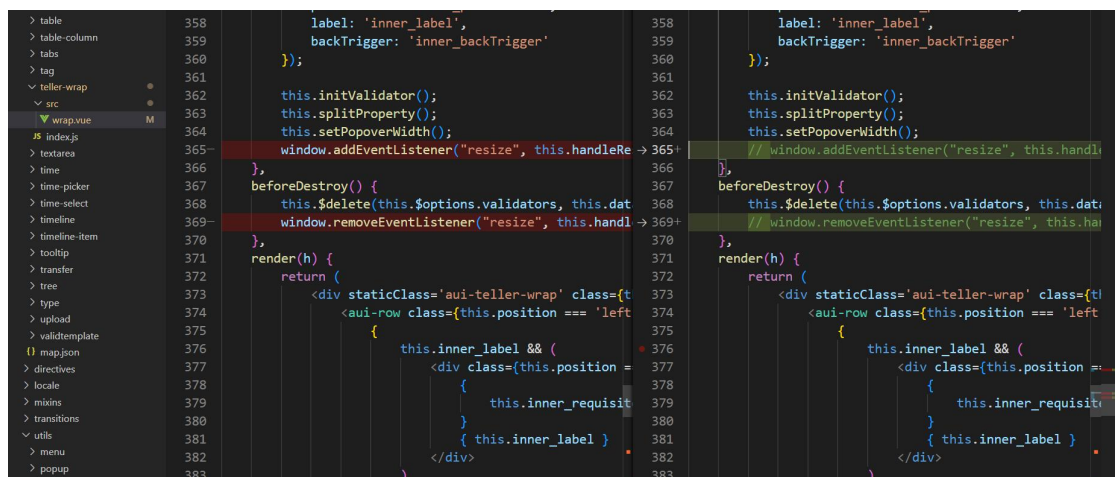 table
table-column
tabs
tag
teller-wrap
src
wrap.vue M
JS index.js
textarea
time
time-picker
time-select
timeline
timeline-item
tooltip
transfer
tree
type
upload
validtemplate
{} map.json
directives
locale
mixins
transitions
utils
menu
popup
358 label: 'inner_label',
359 backTrigger: 'inner_backTrigger'
360 });
361
362 this.initValidator();
363 this.splitProperty();
364 this.setPopoverWidth();
365- window.addEventListener("resize", this.handleRe
366 },
367 beforeDestroy() {
368 this.$delete(this.$options.validators, this.dat
369- window.removeEventListener("resize", this.handl
370 },
371 render(h) {
372 return (
373 <div staticClass='aui-teller-wrap' class={t
374 <aui-row class={this.position === 'left
375 {
376 this.inner_label && (
377 <div class={this.position =
378 {
379 this.inner_requisit
380 }
381 { this.inner_label }
382 </div>
383 )
358 label: 'inner_label',
359 backTrigger: 'inner_backTrigger'
360 });
361
362 this.initValidator();
363 this.splitProperty();
364 this.setPopoverWidth();
→ 365+ // window.addEventListener("resize", this.handl
366 },
367 beforeDestroy() {
368 this.$delete(this.$options.validators, this.data
→ 369+ // window.removeEventListener("resize", this.ha
370 },
371 render(h) {
372 return (
373 <div staticClass='aui-teller-wrap' class={t
374 <aui-row class={this.position === 'left
375 {
376 this.inner_label && (
377 <div class={this.position =
378 {
379 this.inner_requisite
380 }
381 { this.inner_label }
382 </div>
383 )